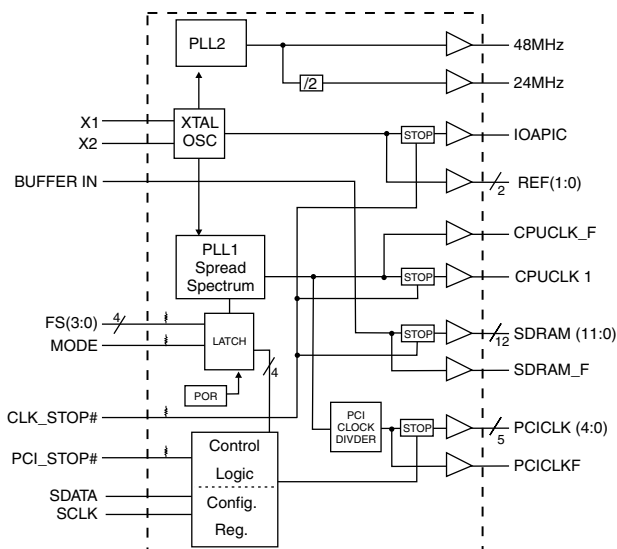 PLL2
48MHz
/2
24MHz
X1
X2
XTAL
OSC
STOP
IOAPIC
BUFFER IN
2
REF(1:0)
CPUCLK_F
PLL1
Spread
Spectrum
STOP
CPUCLK 1
FS(3:0)
4
MODE
LATCH
4
STOP
12
SDRAM (11:0)
SDRAM_F
POR
CLK_STOP#
PCI
CLOCK
DIVDER
STOP
5
PCICLK (4:0)
PCICLKF
PCI_STOP#
Control
Logic
SDATA
SCLK
Config.
Reg.